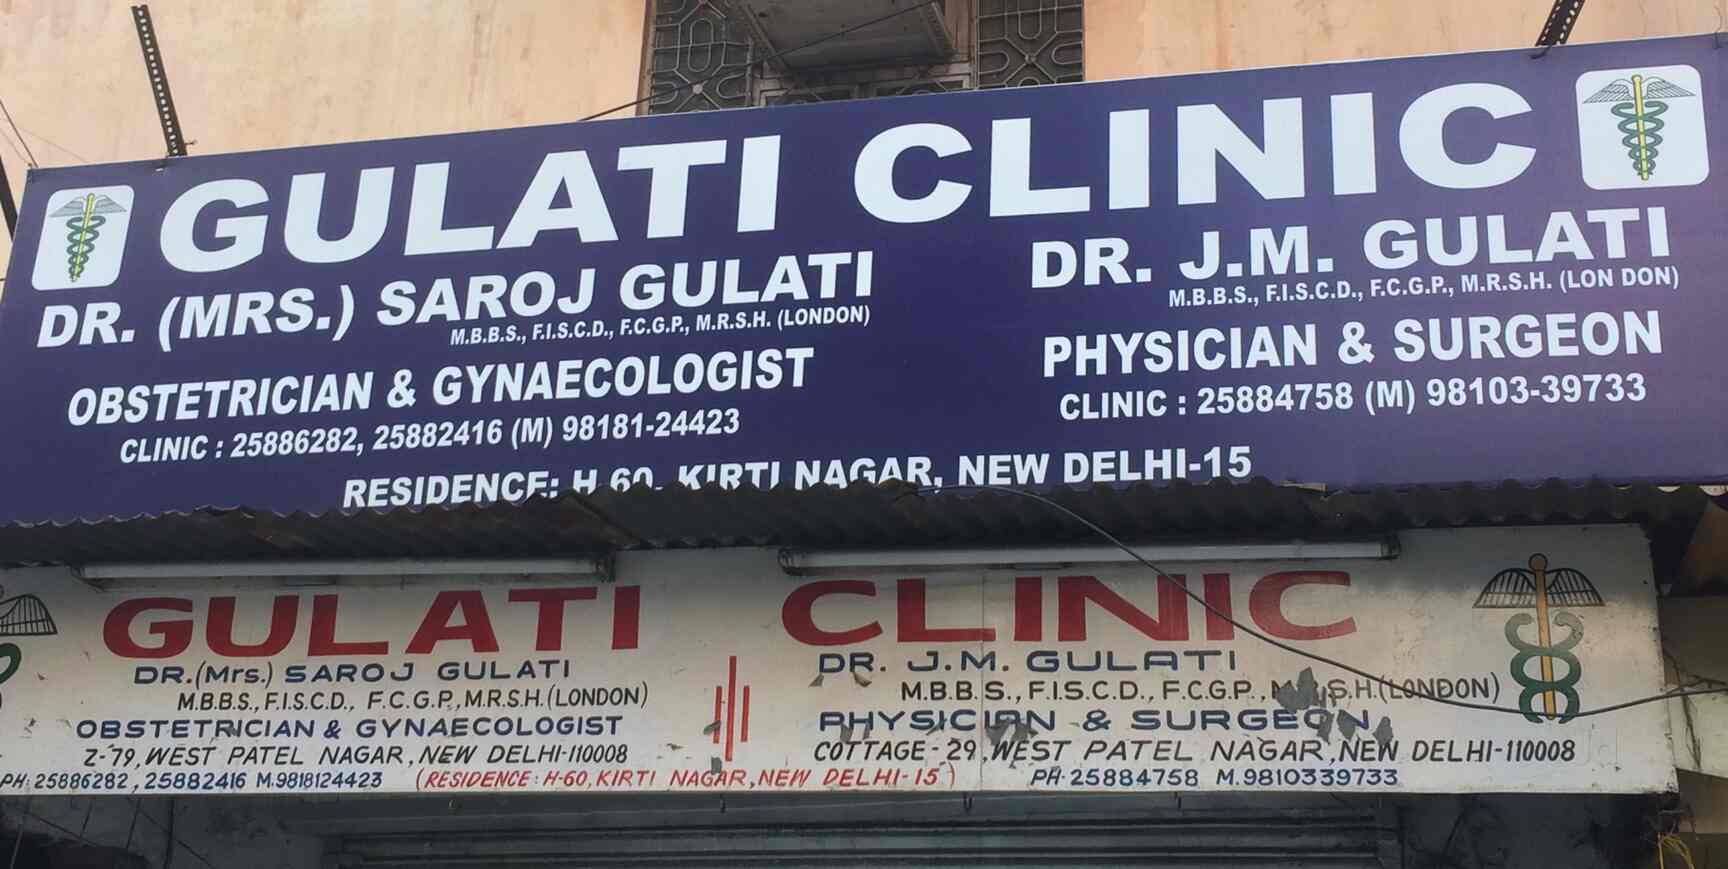 GULATI CLINIC
DR. (MRS.) SAROJ GULATI
M.B.B.S., F.I.S.C.D., F.C.G.P., M.R.S.H. (LONDON)
OBSTETRICIAN & GYNAECOLOGIST
CLINIC : 25886282, 25882416 (M) 98181-24423
DR. J.M. GULATI
M.B.B.S., F.I.S.C.D., F.C.G.P., M.R.S.H. (LON DON)
PHYSICIAN & SURGEON
CLINIC : 25884758 (M) 98103-39733
RESIDENCE: H 60, KIRTI NAGAR, NEW DELHI-15
GULATI CLINIC
DR.(Mrs.) SAROJ GULATI
M.B.B.S., F.I.S.C.D., F.C.G.P., M.R.S.H. (LONDON)
OBSTETRICIAN & GYNAECOLOGIST
Z-79, WEST PATEL NAGAR, NEW DELHI-110008
PH: 25886282, 25882416 M.9818124423
(RESIDENCE: H-60, KIRTI NAGAR, NEW DELHI-15)
DR. J.M. GULATI
M.B.B.S., F.I.S.C.D., F.C.G.P., M.R.S.H. (LONDON)
PHYSICIAN & SURGEON
COTTAGE-29, WEST PATEL NAGAR, NEW DELHI-110008
PH-25884758 M.9810339733